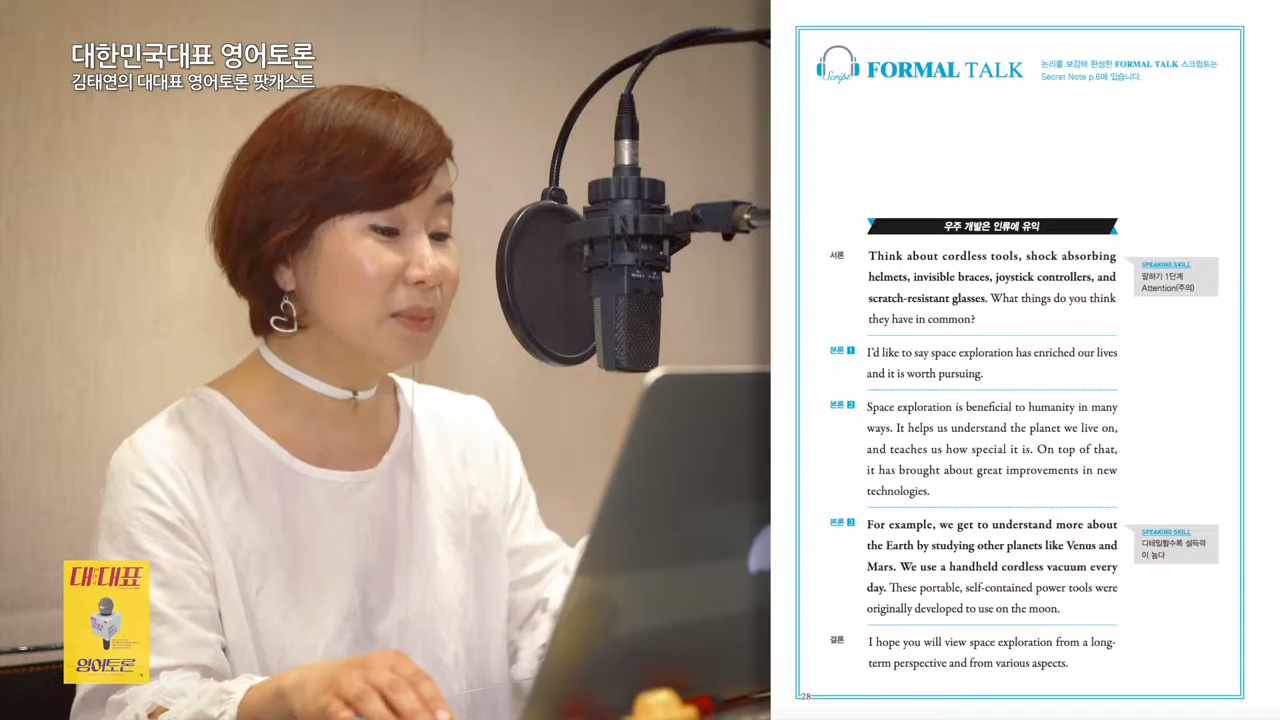 대한민국대표 영어토론
김태연의 대대표 영어토론 팟캐스트
대대표
영어토론
Script
FORMAL TALK
논리를 보강해 완성한 FORMAL TALK 스크립트는
Secret Note p.6에 있습니다.
우주 개발은 인류에 유익
서론
Think about cordless tools, shock absorbing
helmets, invisible braces, joystick controllers, and
scratch-resistant glasses. What things do you think
they have in common?
SPEAKING SKILL
말하기 1단계
Attention(주의)
본론 1
I'd like to say space exploration has enriched our lives
and it is worth pursuing.
본론 2
Space exploration is beneficial to humanity in many
ways. It helps us understand the planet we live on,
and teaches us how special it is. On top of that,
it has brought about great improvements in new
technologies.
본론 3
For example, we get to understand more about
the Earth by studying other planets like Venus and
Mars. We use a handheld cordless vacuum every
day. These portable, self-contained power tools were
originally developed to use on the moon.
SPEAKING SKILL
디테일할수록 설득력
이 높다
결론
I hope you will view space exploration from a long-
term perspective and from various aspects.
28